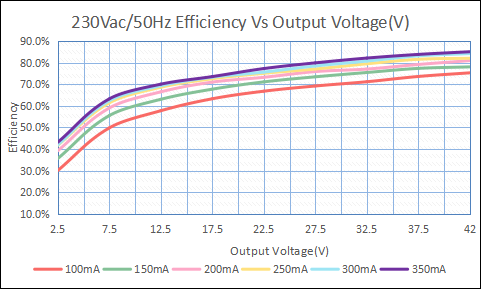 230Vac/50Hz Efficiency Vs Output Voltage(V)
90.0%
80.0%
70.0%
60.0%
50.0%
40.0%
30.0%
20.0%
10.0%
Efficiency
2.5 7.5 12.5 17.5 22.5 27.5 32.5 37.5 42
Output Voltage(V)
100mA 150mA 200mA 250mA 300mA 350mA